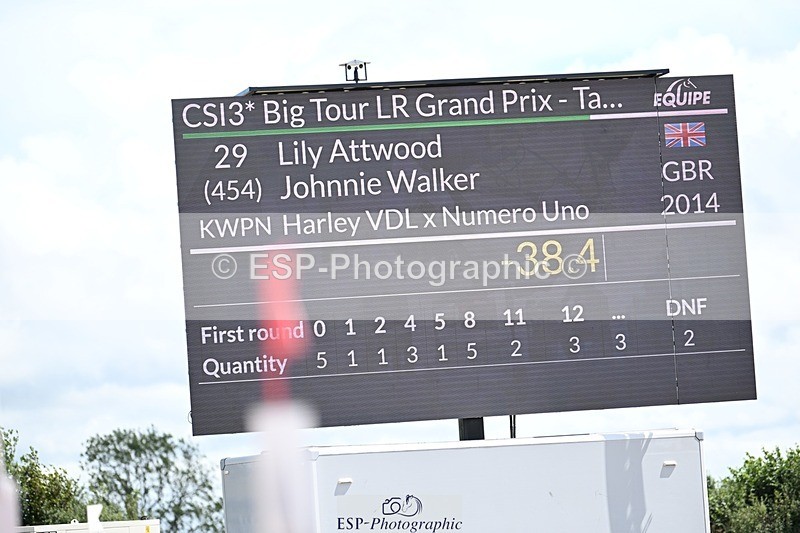 CSI3* Big Tour LR Grand Prix - Ta...
EQUIPE
29 Lily Attwood
(454) Johnnie Walker
GBR
KWPN Harley VDL x Numero Uno
2014
-38.4
© ESP-Photographic ©
First round 0 1 2 4 5 8 11 12 ... DNF
Quantity 5 1 1 3 1 5 2 3 3 2
ESP-Photographic